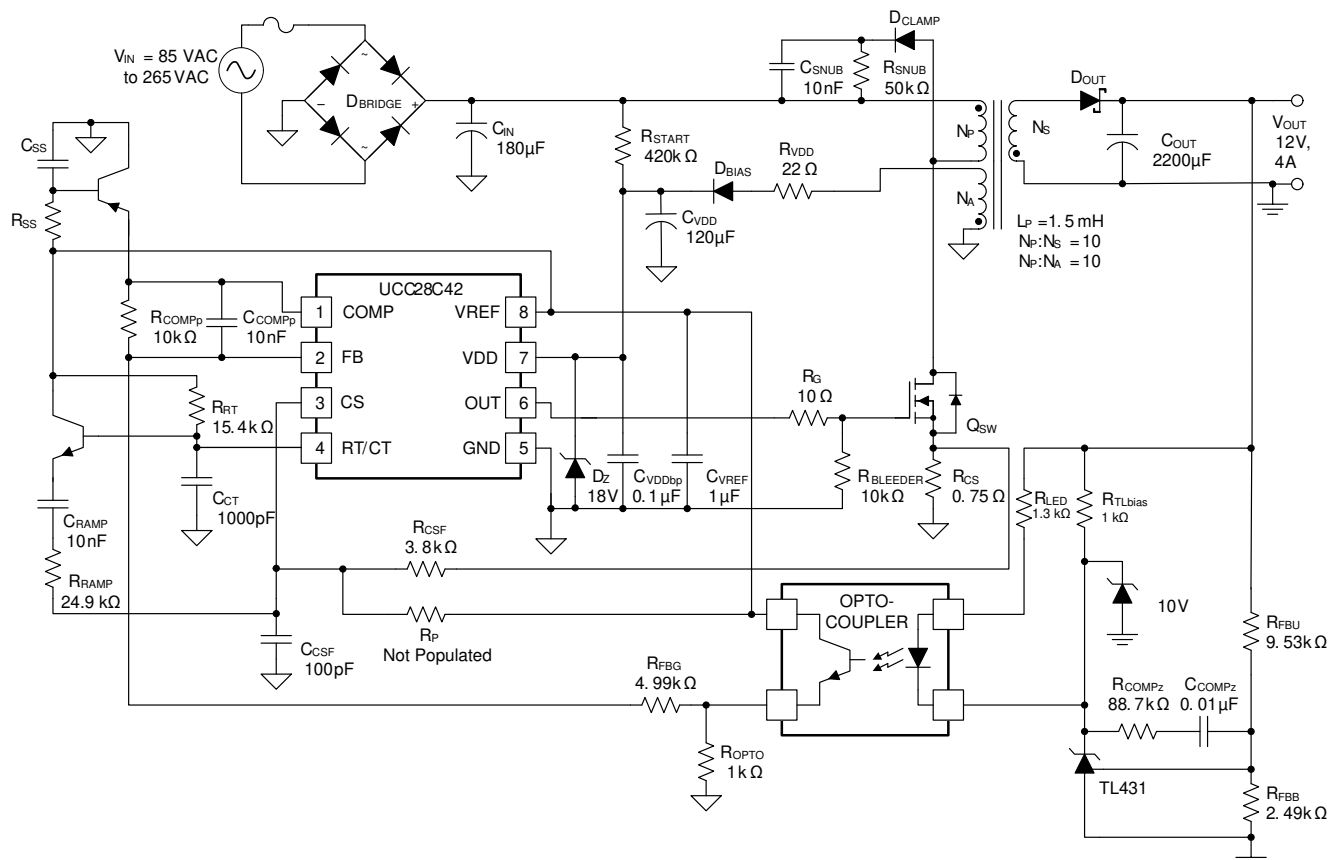 VIN = 85 VAC
to 265 VAC
~
-
DBRIDGE
+
~
CIN
180µF
CSNUB
10nF
DCLAMP
RSNUB
50kΩ
RSTART
420kΩ
DBIAS
RVDD
22Ω
CVDD
120µF
NP
NS
NA
LP = 1.5 mH
NP:NS = 10
NP:NA = 10
DOUT
COUT
2200µF
VOUT
12V,
4A
CSS
RSS
RCOMPp
10kΩ
CCOMPp
10nF
UCC28C42
1 COMP
VREF 8
2 FB
VDD 7
3 CS
OUT 6
4 RT/CT
GND 5
RRT
15.4kΩ
CCT
1000pF
CRAMP
10nF
RRAMP
24.9 kΩ
DZ
18V
CVDDbp
0.1µF
CVREF
1µF
RG
10Ω
QSW
RBLEEDER
10kΩ
RCS
0.75Ω
RLED
1.3 kΩ
RTLbias
1 kΩ
10V
RCSF
3.8kΩ
RP
Not Populated
CCSF
100pF
OPTO-
COUPLER
RFBG
4.99kΩ
ROPTO
1kΩ
RFBU
9.53kΩ
RCOMPz
88.7kΩ
CCOMPz
0.01µF
TL431
RFBB
2.49kΩ